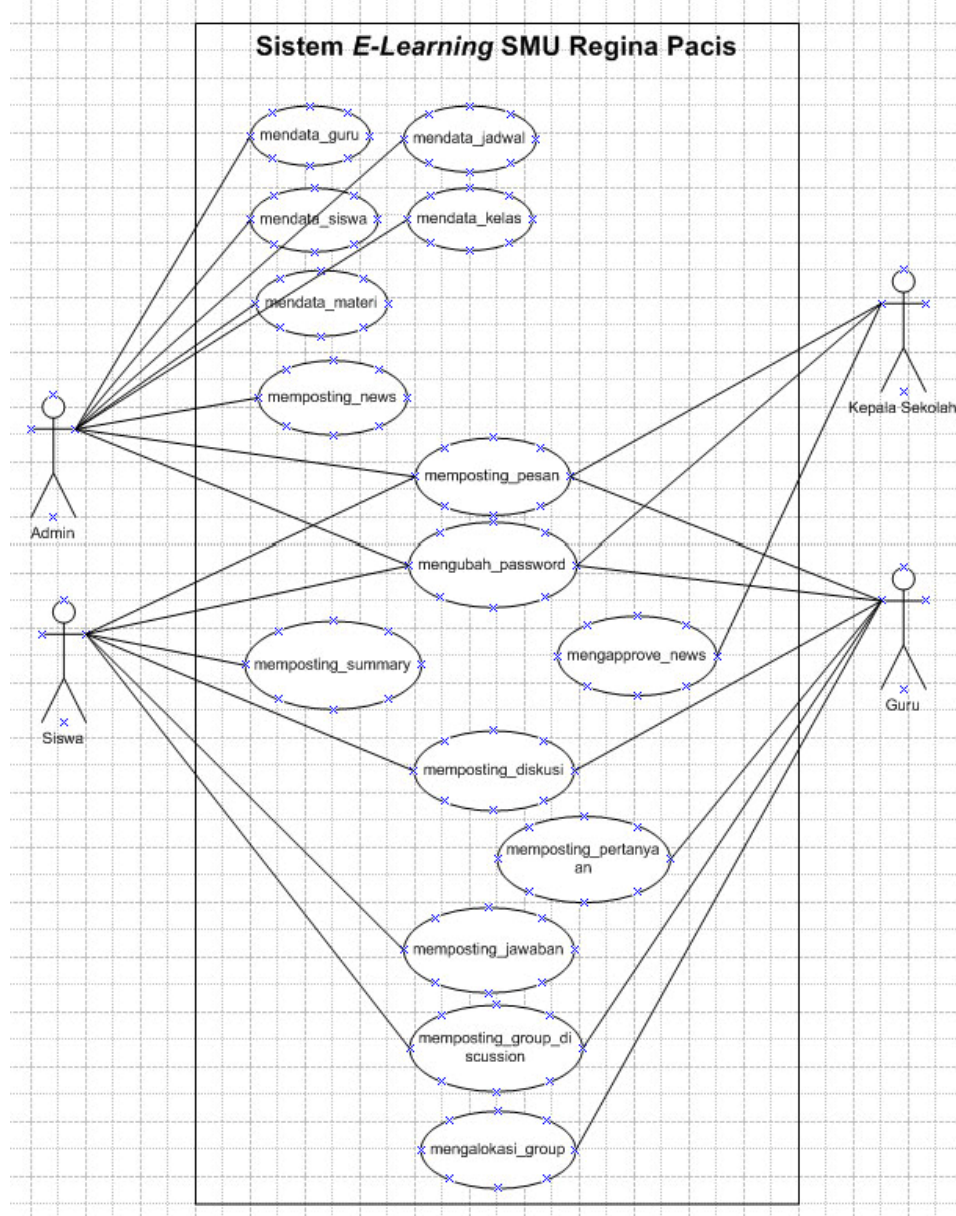 Sistem E-Learning SMU Regina Pacis
mendata_guru
mendata_jadwal
mendata_siswa
mendata_kelas
mendata_materi
memposting_news
Kepala Sekolah
memposting_pesan
Admin
mengubah_password
memposting_summary
mengapprove_news
Guru
Siswa
memposting_diskusi
memposting_pertanya
an
memposting_jawaban
memposting_group_di
scussion
mengalokasi_group